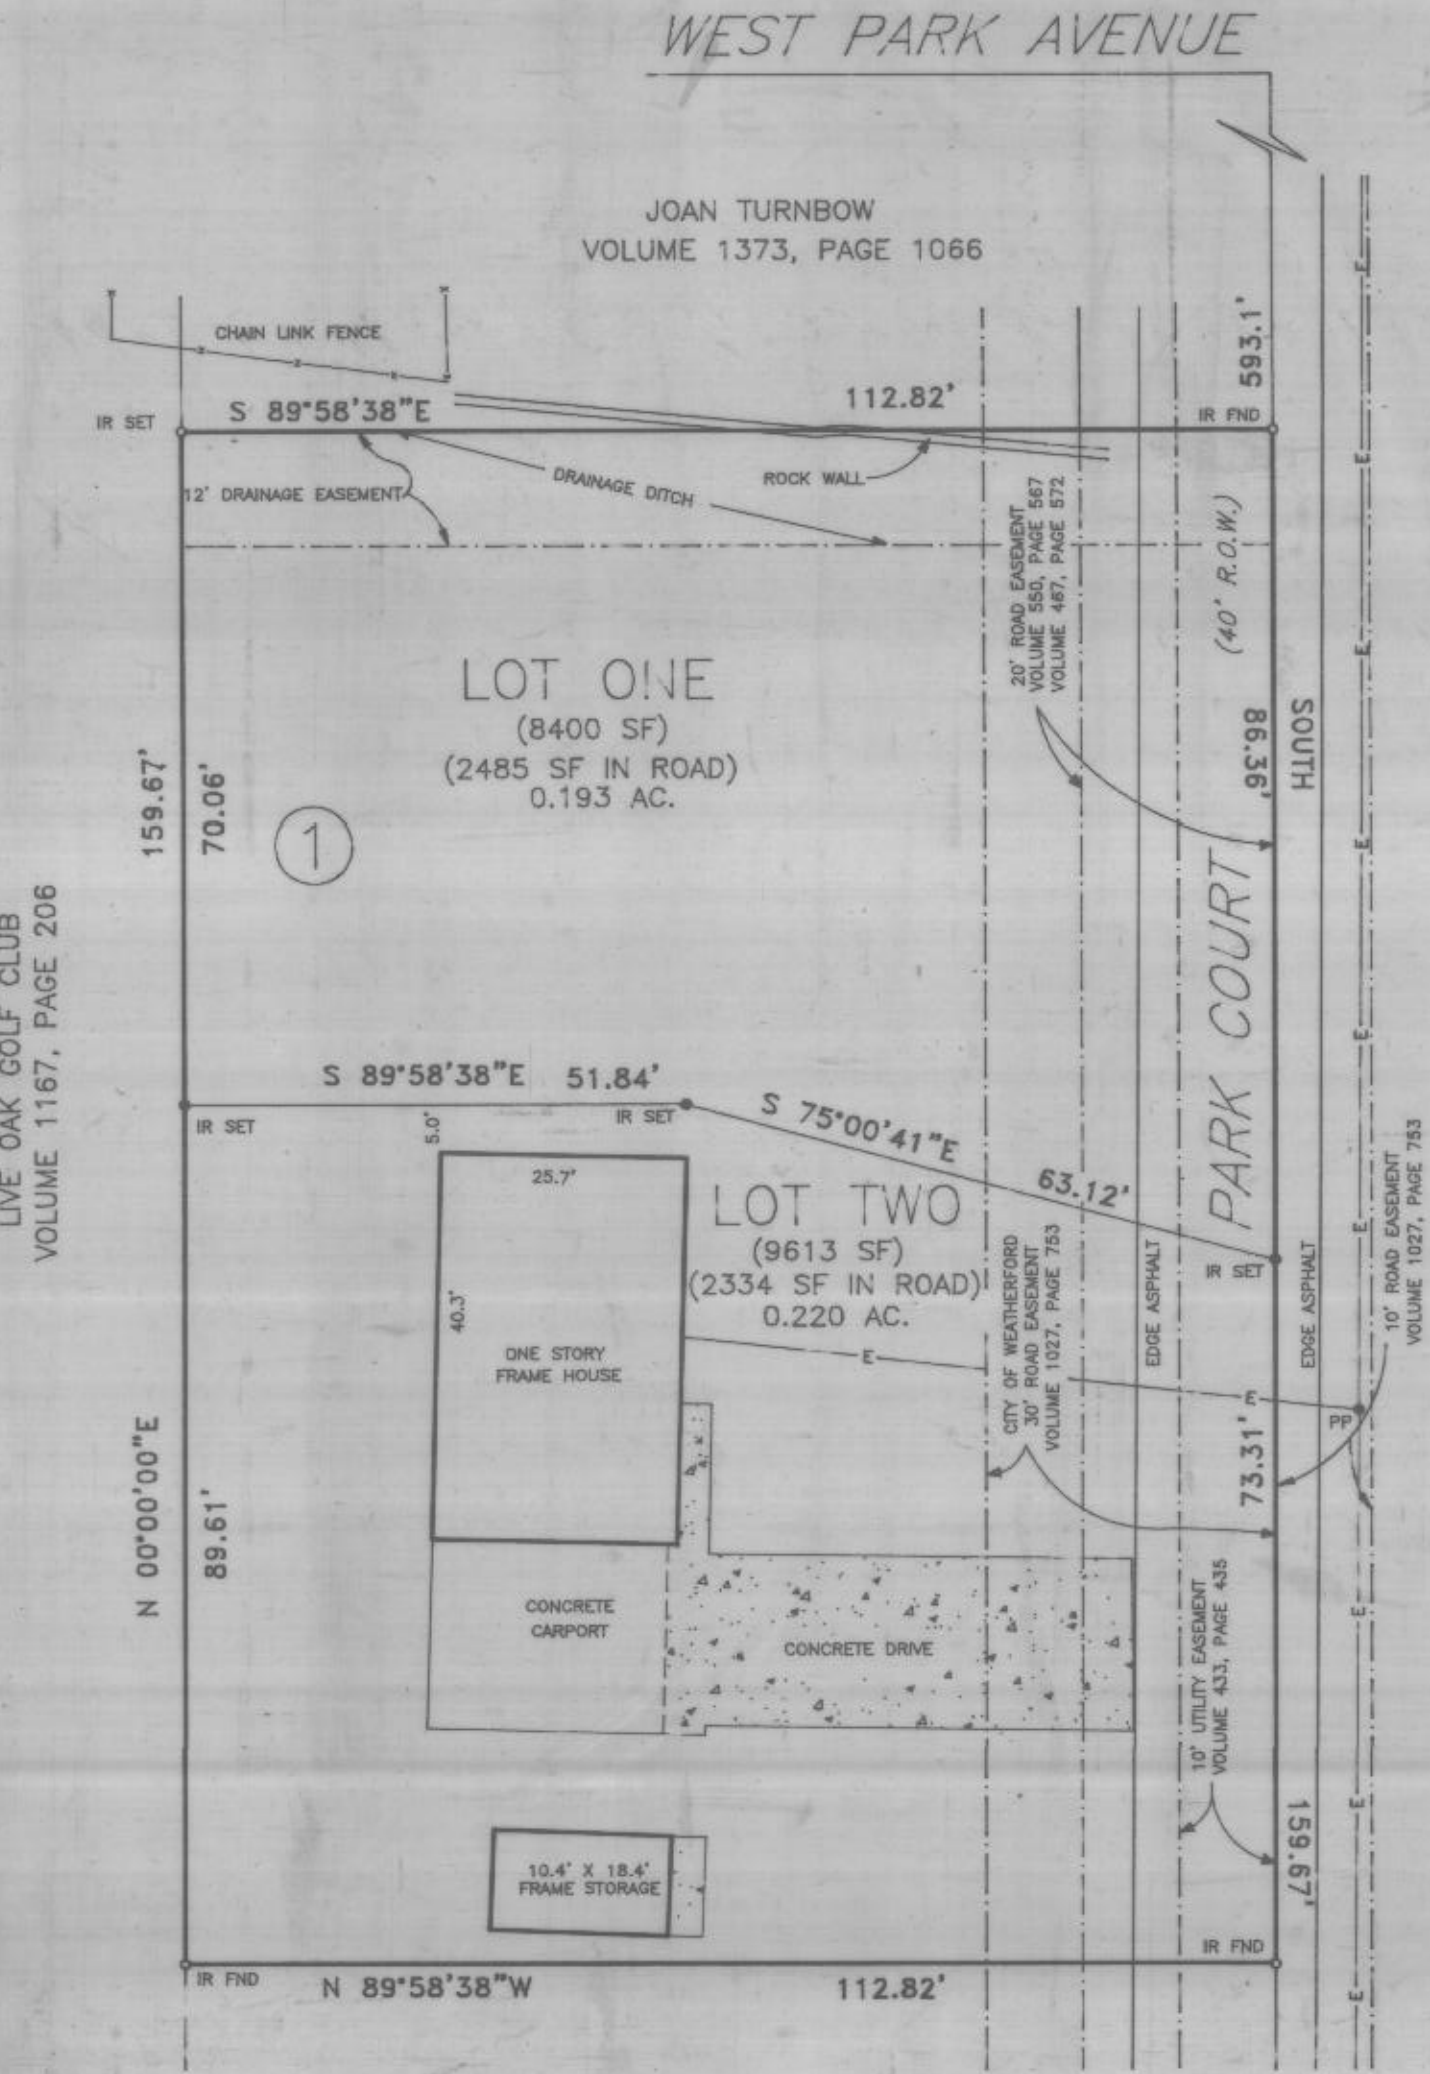 WEST PARK AVENUE
JOAN TURNBOW
VOLUME 1373, PAGE 1066
CHAIN LINK FENCE
593.1'
IR SET
S 89°58'38"E
112.82'
IR FND
12' DRAINAGE EASEMENT
DRAINAGE DITCH
ROCK WALL
20' ROAD EASEMENT
VOLUME 550, PAGE 567
VOLUME 467, PAGE 572
(40' R.O.W.)
LOT ONE
(8400 SF)
(2485 SF IN ROAD)
0.193 AC.
159.67'
70.06'
1
86.36'
SOUTH
PARK COURT
LIVE OAK GOLF CLUB
VOLUME 1167, PAGE 206
S 89°58'38"E 51.84'
IR SET
IR SET
S 75°00'41"E
63.12'
5.0'
25.7'
40.3'
ONE STORY
FRAME HOUSE
LOT TWO
(9613 SF)
(2334 SF IN ROAD)
0.220 AC.
CITY OF WEATHERFORD
30' ROAD EASEMENT
VOLUME 1027, PAGE 753
EDGE ASPHALT
IR SET
EDGE ASPHALT
10' ROAD EASEMENT
VOLUME 1027, PAGE 753
E
E
E
E
E
E
E
E
E
E
E
PP
73.31'
N 00°00'00"E
89.61'
CONCRETE
CARPORT
CONCRETE DRIVE
10' UTILITY EASEMENT
VOLUME 433, PAGE 435
159.67'
10.4' X 18.4'
FRAME STORAGE
IR FND
IR FND
N 89°58'38"W
112.82'